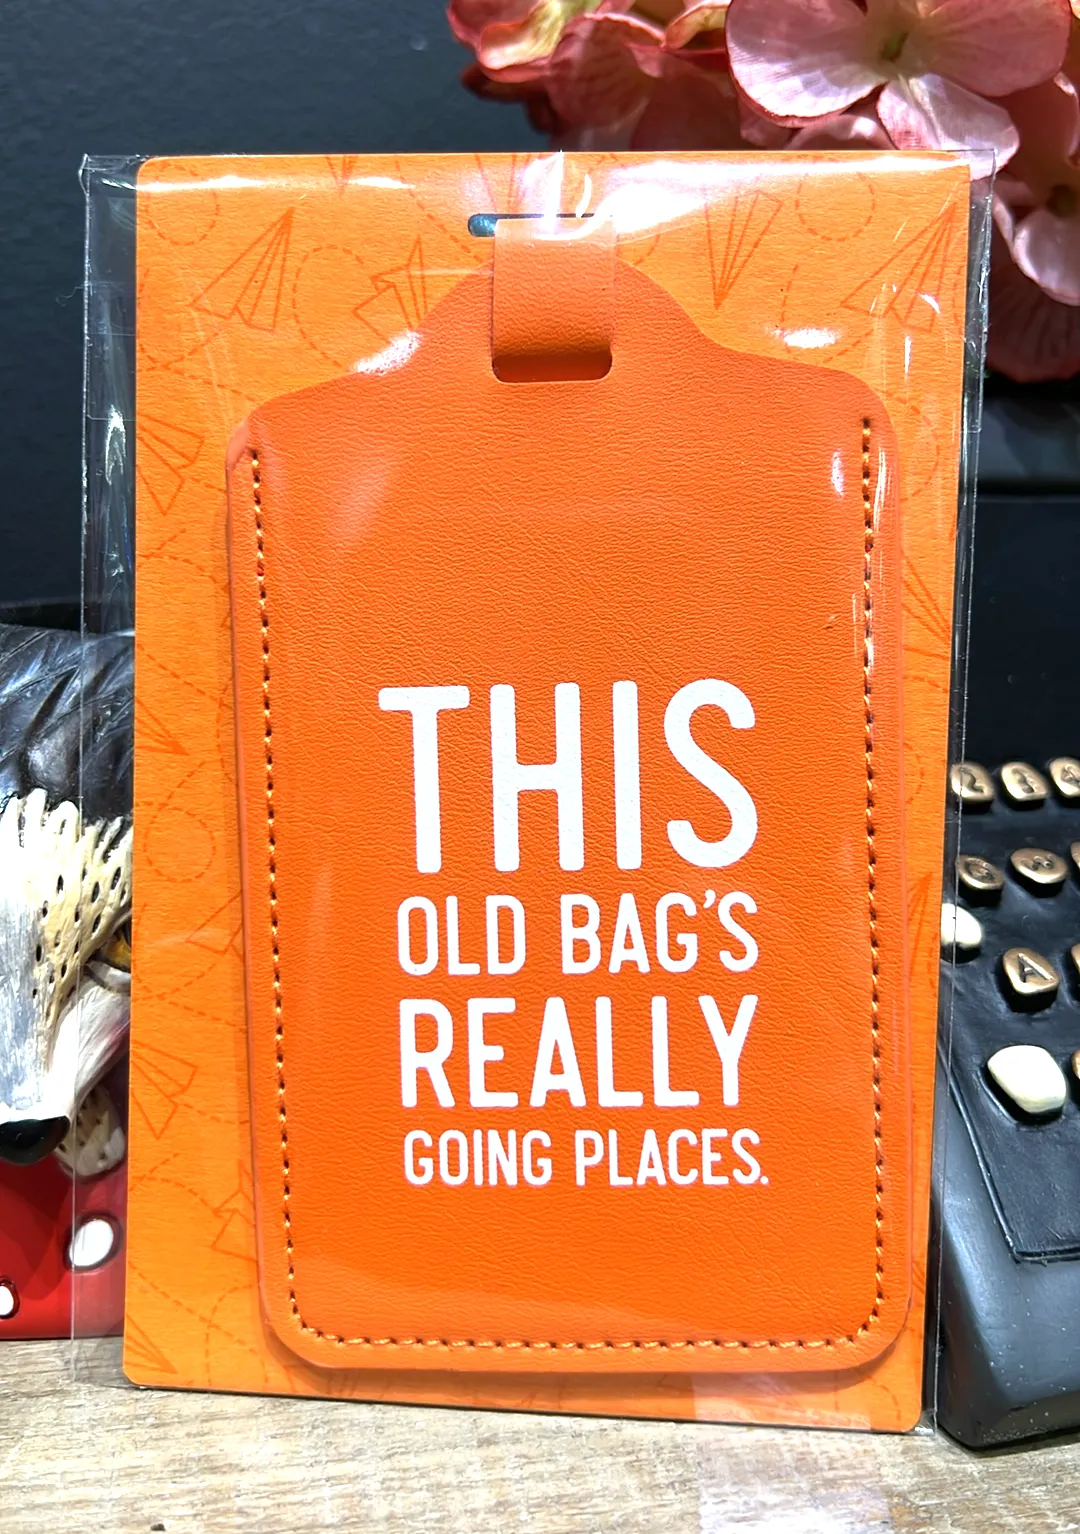 THIS
OLD BAG'S
REALLY
GOING PLACES.
A